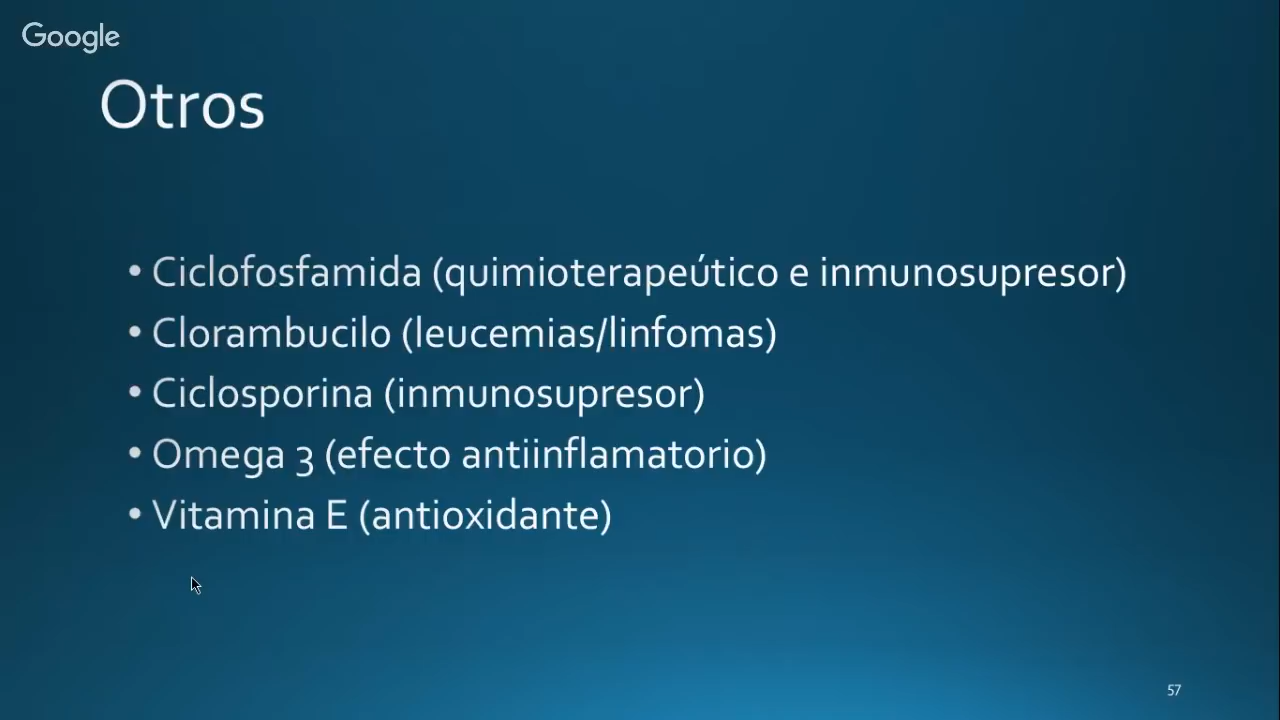 Google
Otros
• Ciclofosfamida (quimioterapeútico e inmunosupresor)
• Clorambucilo (leucemias/linfomas)
• Ciclosporina (inmunosupresor)
• Omega 3 (efecto antiinflamatorio)
• Vitamina E (antioxidante)
57